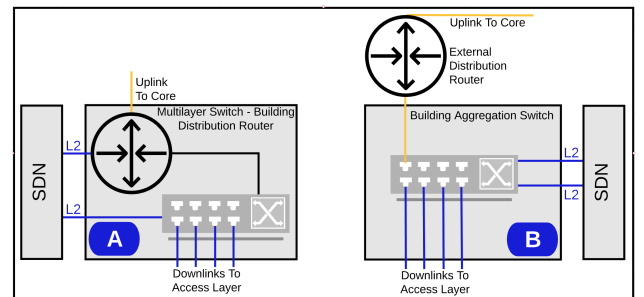 Uplink
To Core
Multilayer Switch - Building
Distribution Router
L2
SDN
L2
A
Downlinks To
Access Layer
Uplink To Core
External
Distribution
Router
Building Aggregation Switch
L2
SDN
L2
B
Downlinks To
Access Layer